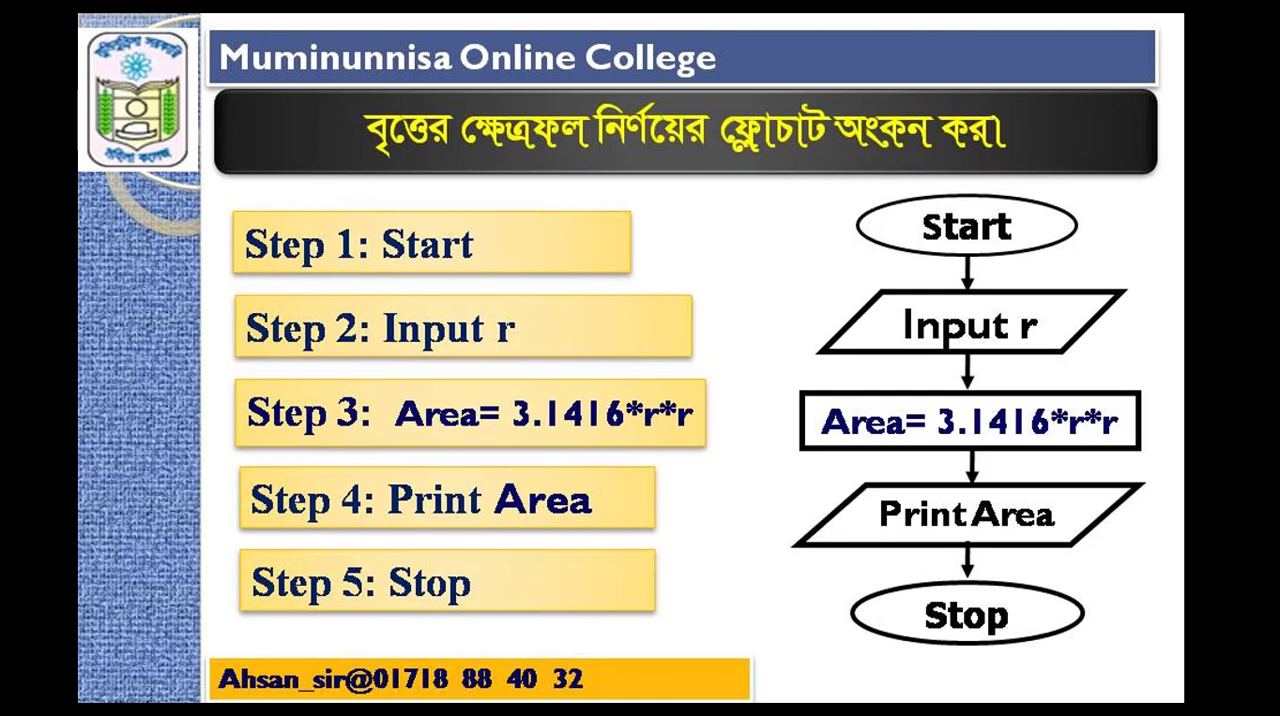 Muminunnisa Online College
বৃত্তের ক্ষেত্রফল নির্ণয়ের ফ্লোচাট অংকন কর।
Step 1: Start
Step 2: Input r
Step 3: Area= 3.1416*r*r
Step 4: Print Area
Step 5: Stop
Start
Input r
Area= 3.1416*r*r
Print Area
Stop
Ahsan_sir@01718 88 40 32
মহিলা কলেজ